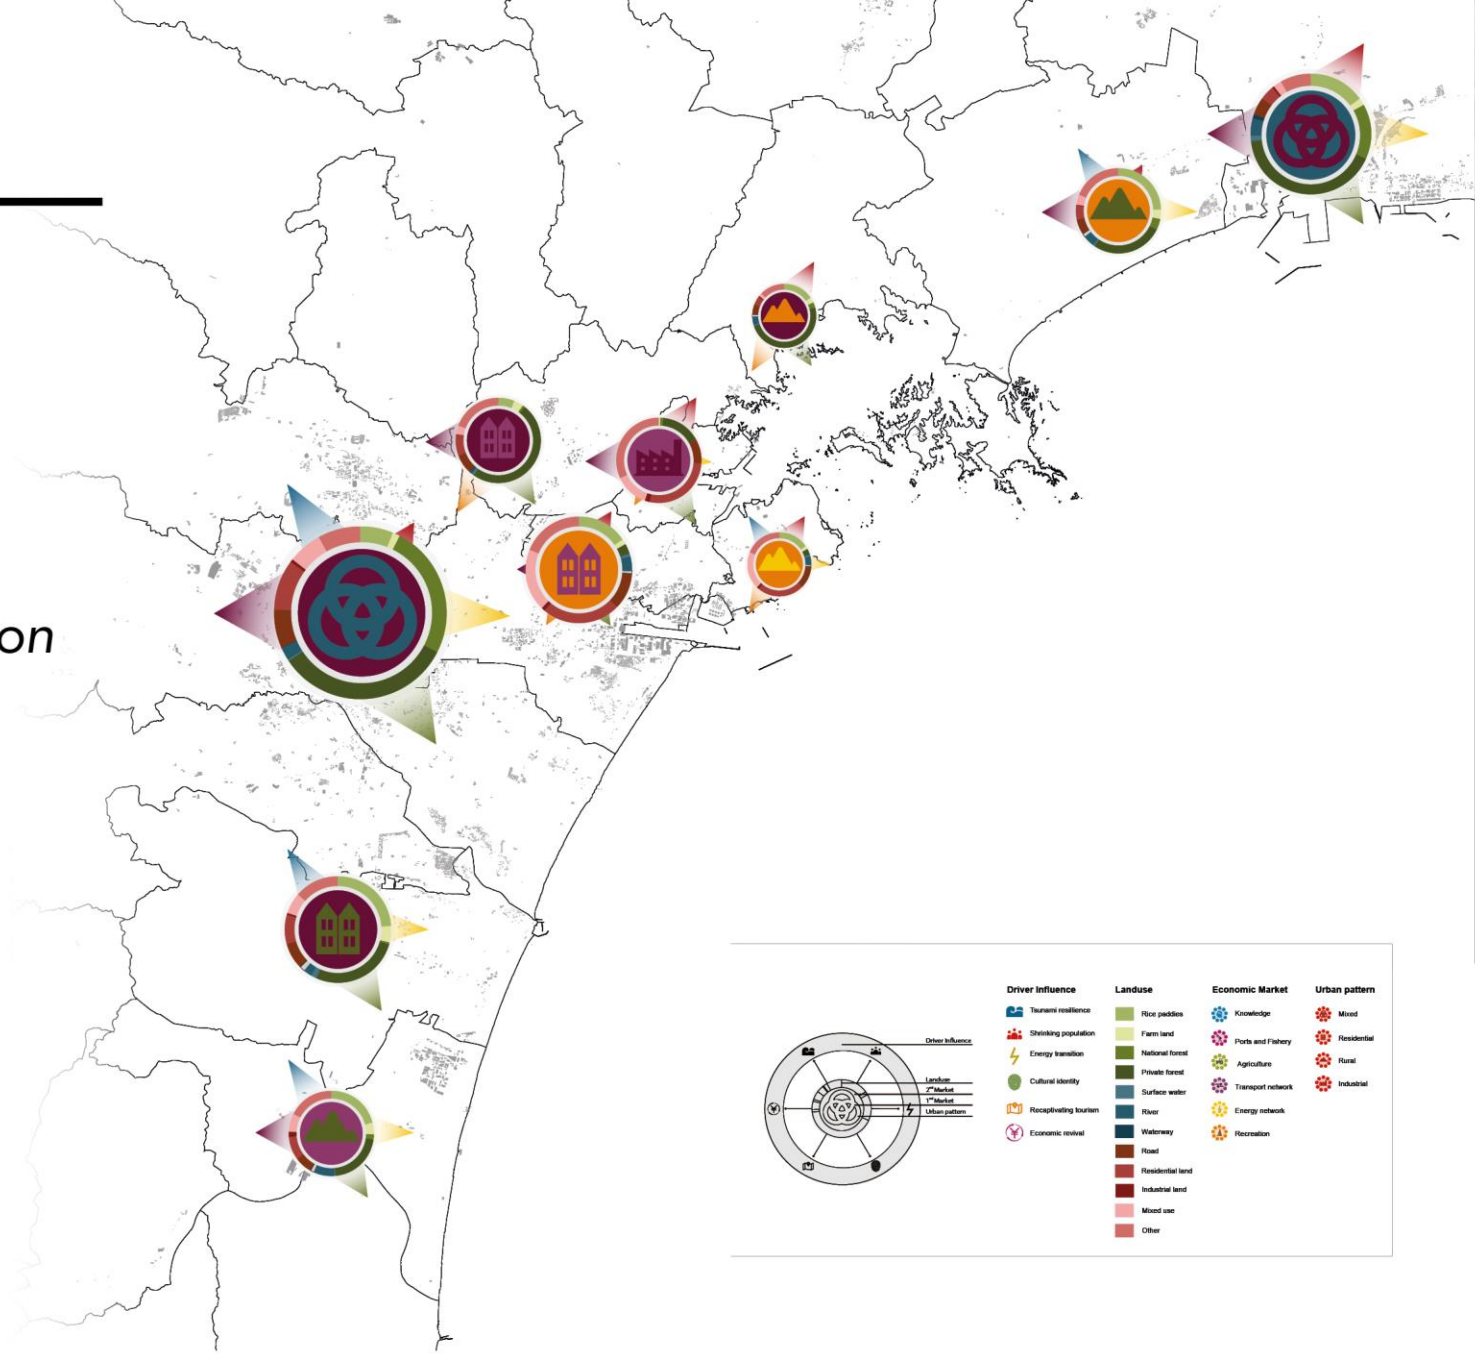 on
Driver Influence
Landuse
2nd Market
1st Market
Urban pattern
Driver Influence
Tsunami resilience
Shrinking population
Energy transition
Cultural identity
Recaptivating tourism
Economic revival
Landuse
Rice paddies
Farm land
National forest
Private forest
Surface water
River
Waterway
Road
Residential land
Industrial land
Mixed use
Other
Economic Market
Knowledge
Ports and Fishery
Agriculture
Transport network
Energy network
Recreation
Urban pattern
Mixed
Residential
Rural
Industrial